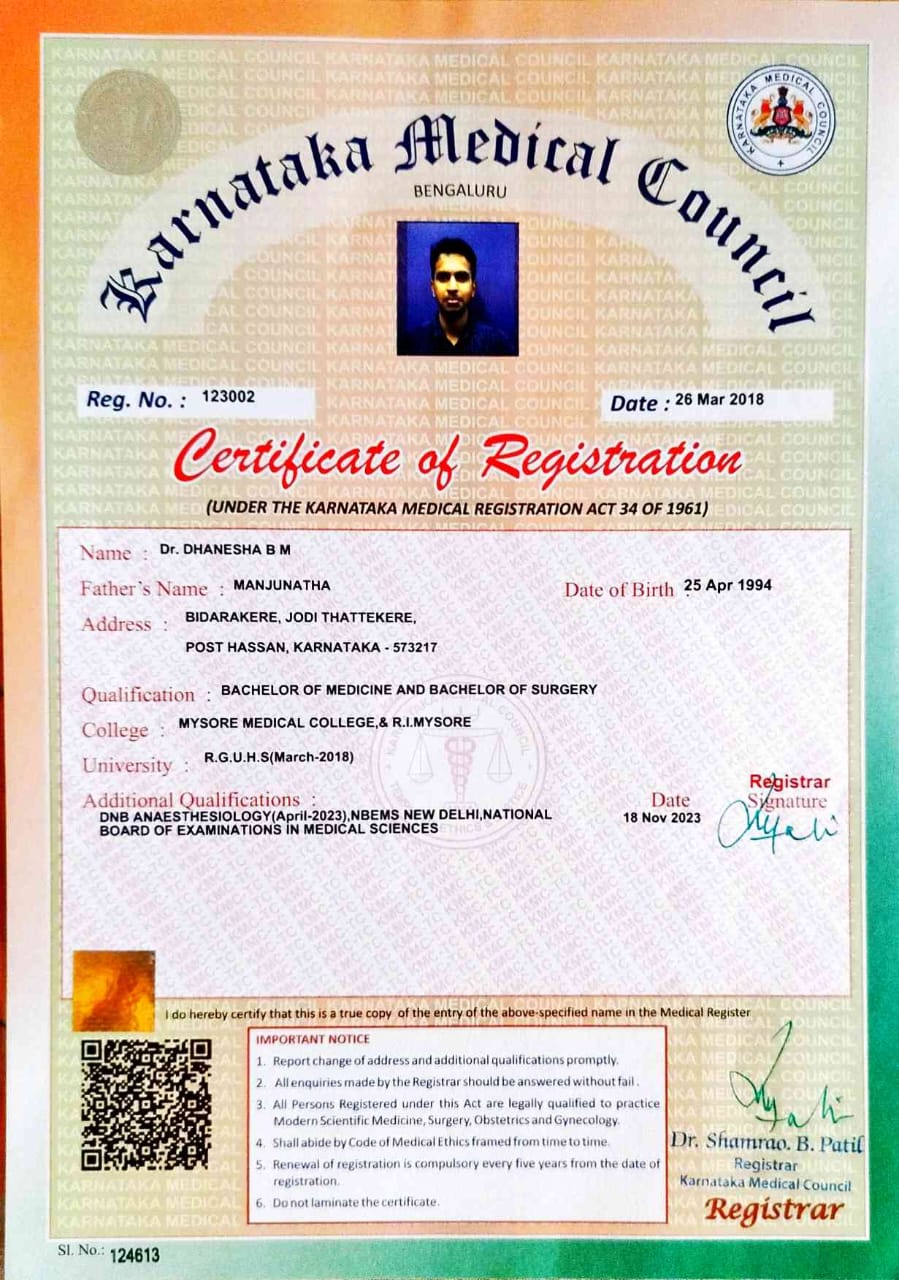 Karnataka Medical Council
BENGALURU
KARNATAKA MEDICAL COUNCIL
Reg. No. : 123002
Date : 26 Mar 2018
Certificate of Registration
(UNDER THE KARNATAKA MEDICAL REGISTRATION ACT 34 OF 1961)
Name : Dr. DHANESHA B M
Father's Name : MANJUNATHA
Date of Birth : 25 Apr 1994
Address : BIDARAKERE, JODI THATTEKERE,
POST HASSAN, KARNATAKA - 573217
Qualification : BACHELOR OF MEDICINE AND BACHELOR OF SURGERY
College : MYSORE MEDICAL COLLEGE,& R.I.MYSORE
University : R.G.U.H.S(March-2018)
Additional Qualifications :
DNB ANAESTHESIOLOGY(April-2023),NBEMS NEW DELHI,NATIONAL
BOARD OF EXAMINATIONS IN MEDICAL SCIENCES
Date
18 Nov 2023
Registrar
Signature
I do hereby certify that this is a true copy of the entry of the above-specified name in the Medical Register
IMPORTANT NOTICE
1. Report change of address and additional qualifications promptly.
2. All enquiries made by the Registrar should be answered without fail .
3. All Persons Registered under this Act are legally qualified to practice
Modern Scientific Medicine, Surgery, Obstetrics and Gynecology.
4. Shall abide by Code of Medical Ethics framed from time to time.
5. Renewal of registration is compulsory every five years from the date of
registration.
6. Do not laminate the certificate.
Dr. Shamrao. B. Patil
Registrar
Karnataka Medical Council
Registrar
Sl. No.: 124613